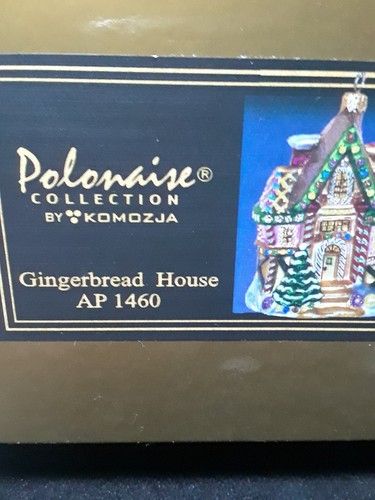 Polonaise®
COLLECTION
BY KOMOZJA
Gingerbread House
AP 1460